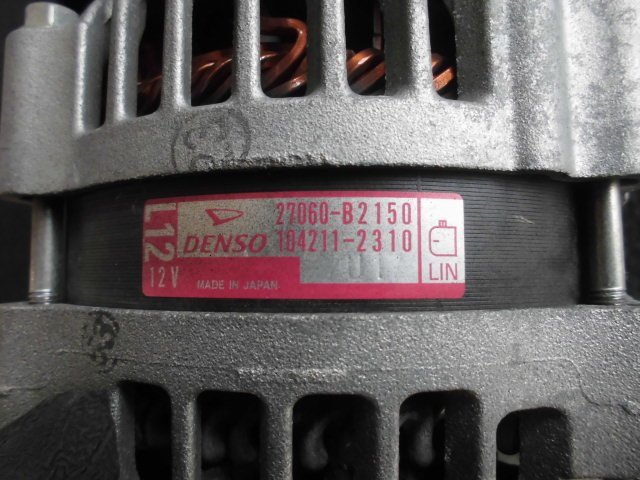 L12
27060-B2150
DENSO 104211-2310
12V
MADE IN JAPAN
LIN